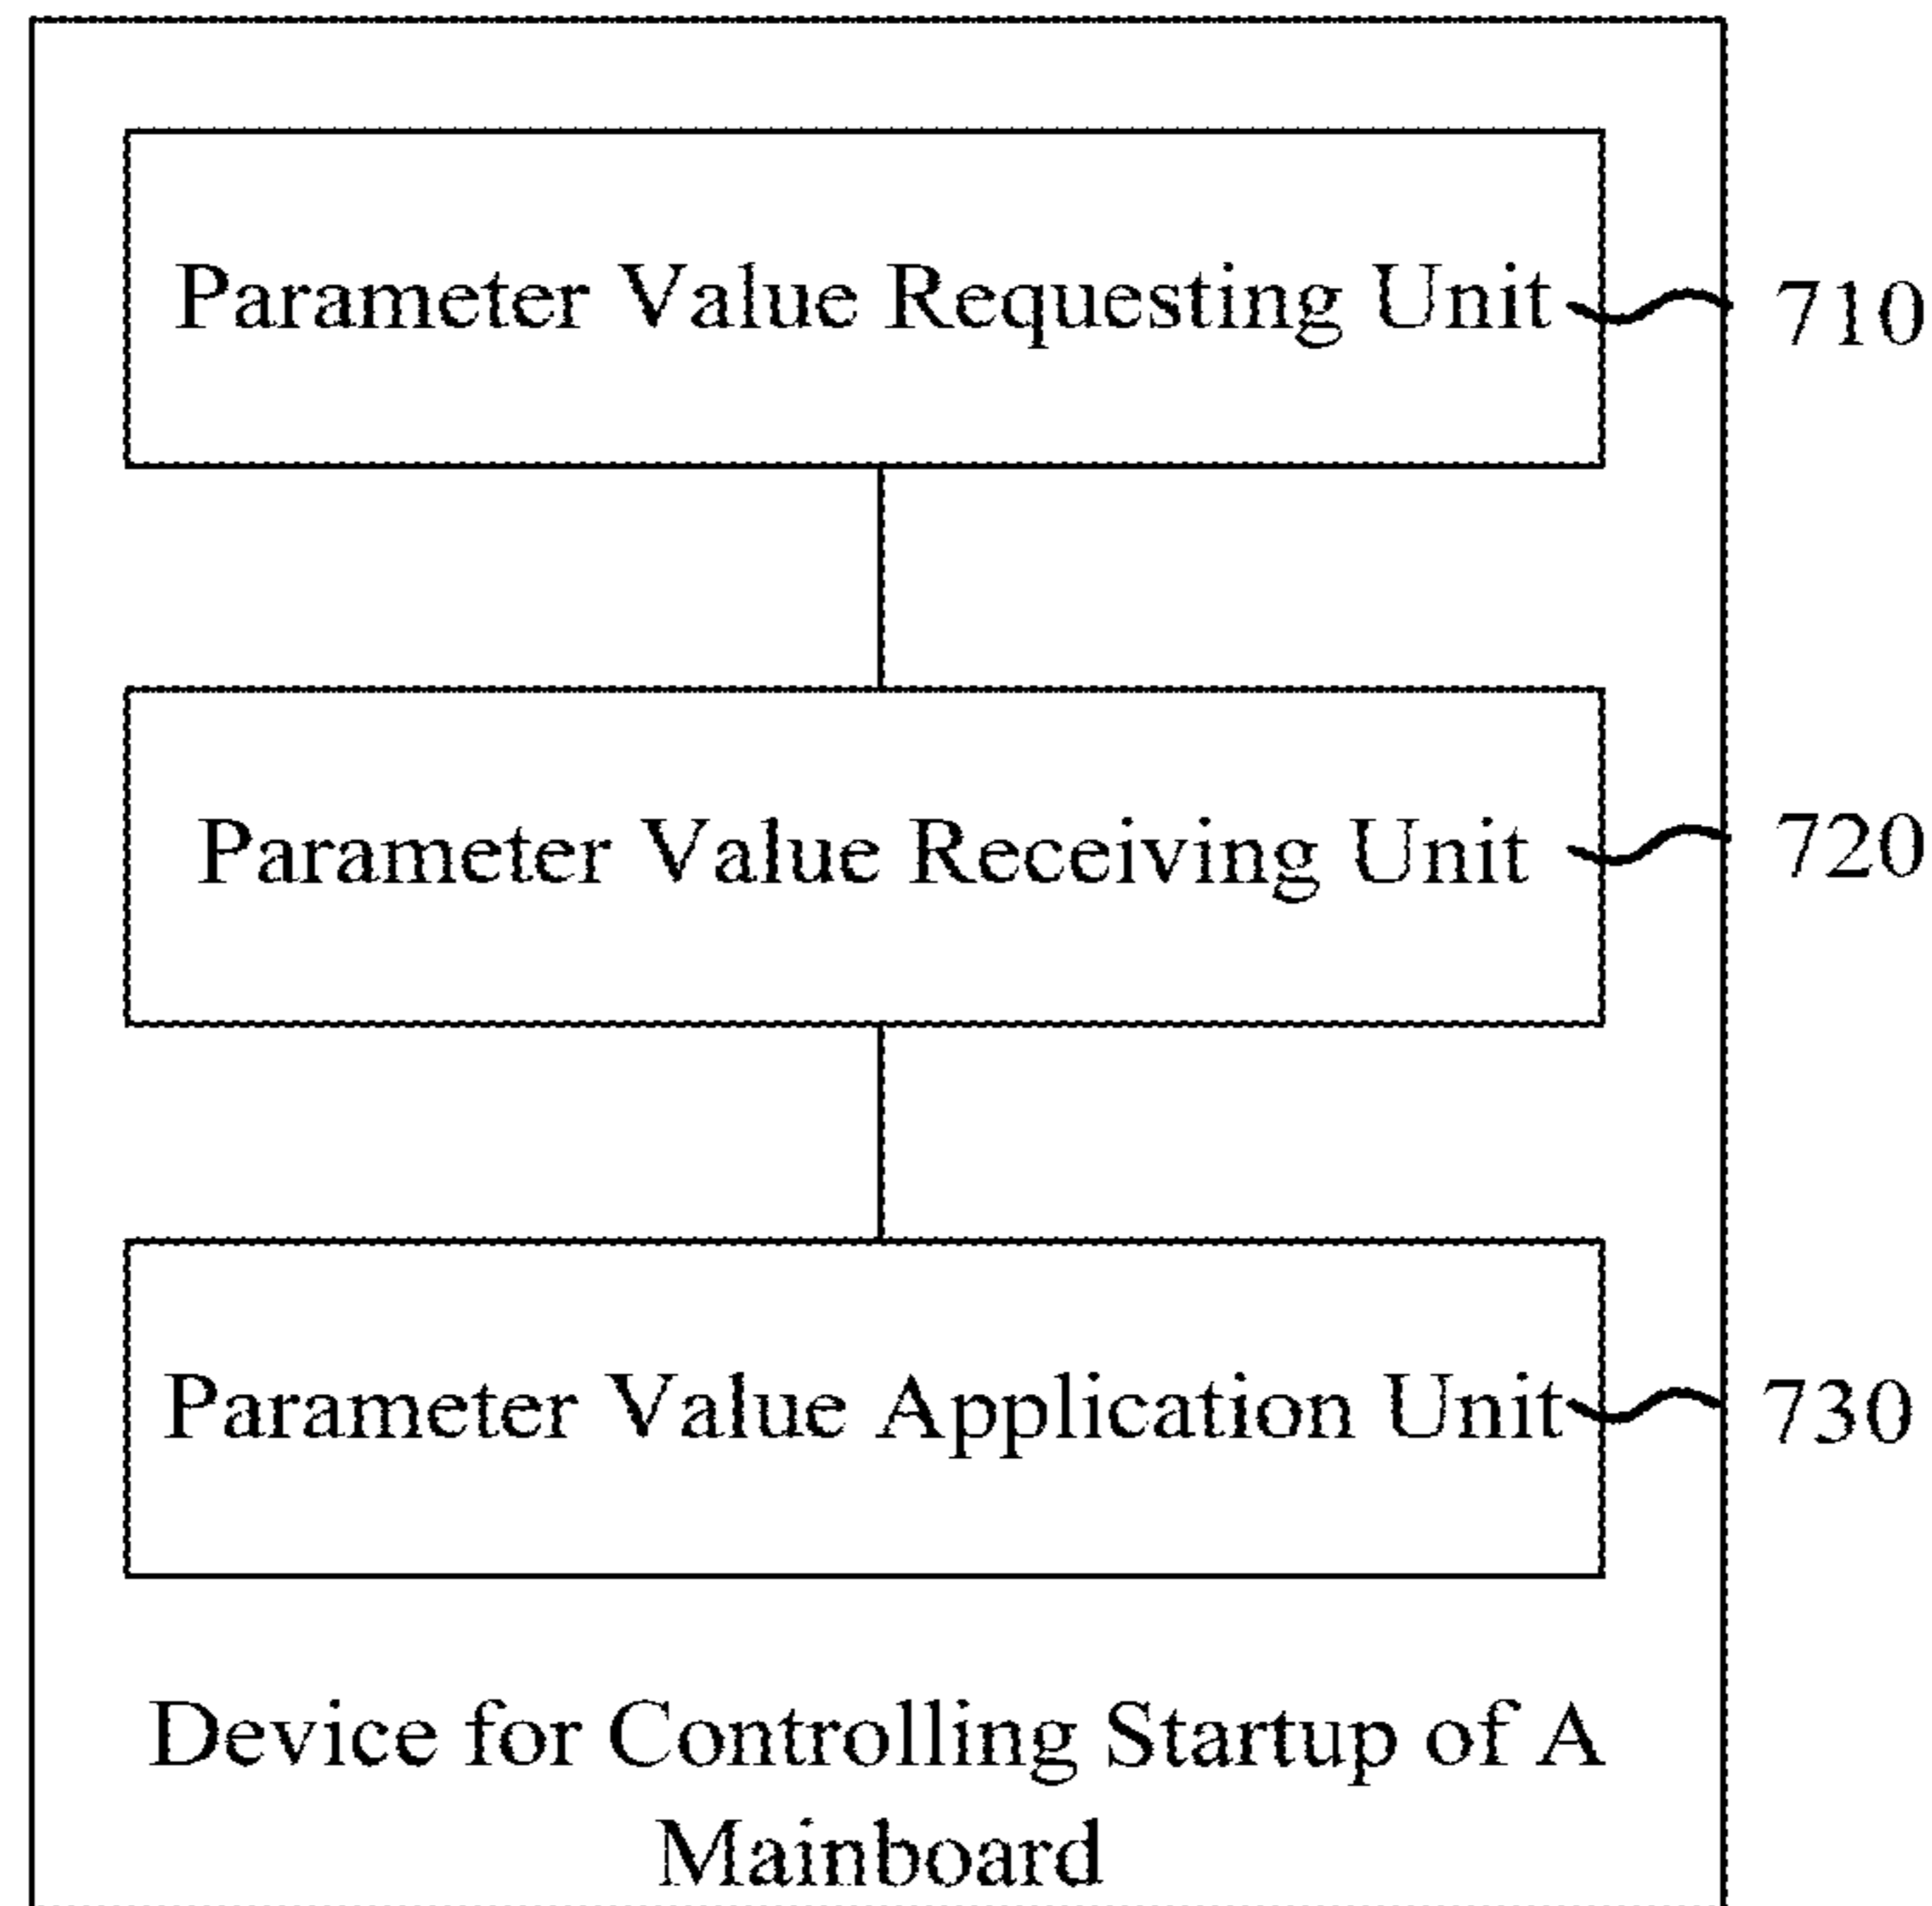 Parameter Value Requesting Unit
710
Parameter Value Receiving Unit
720
Parameter Value Application Unit
730
Device for Controlling Startup of A
Mainboard